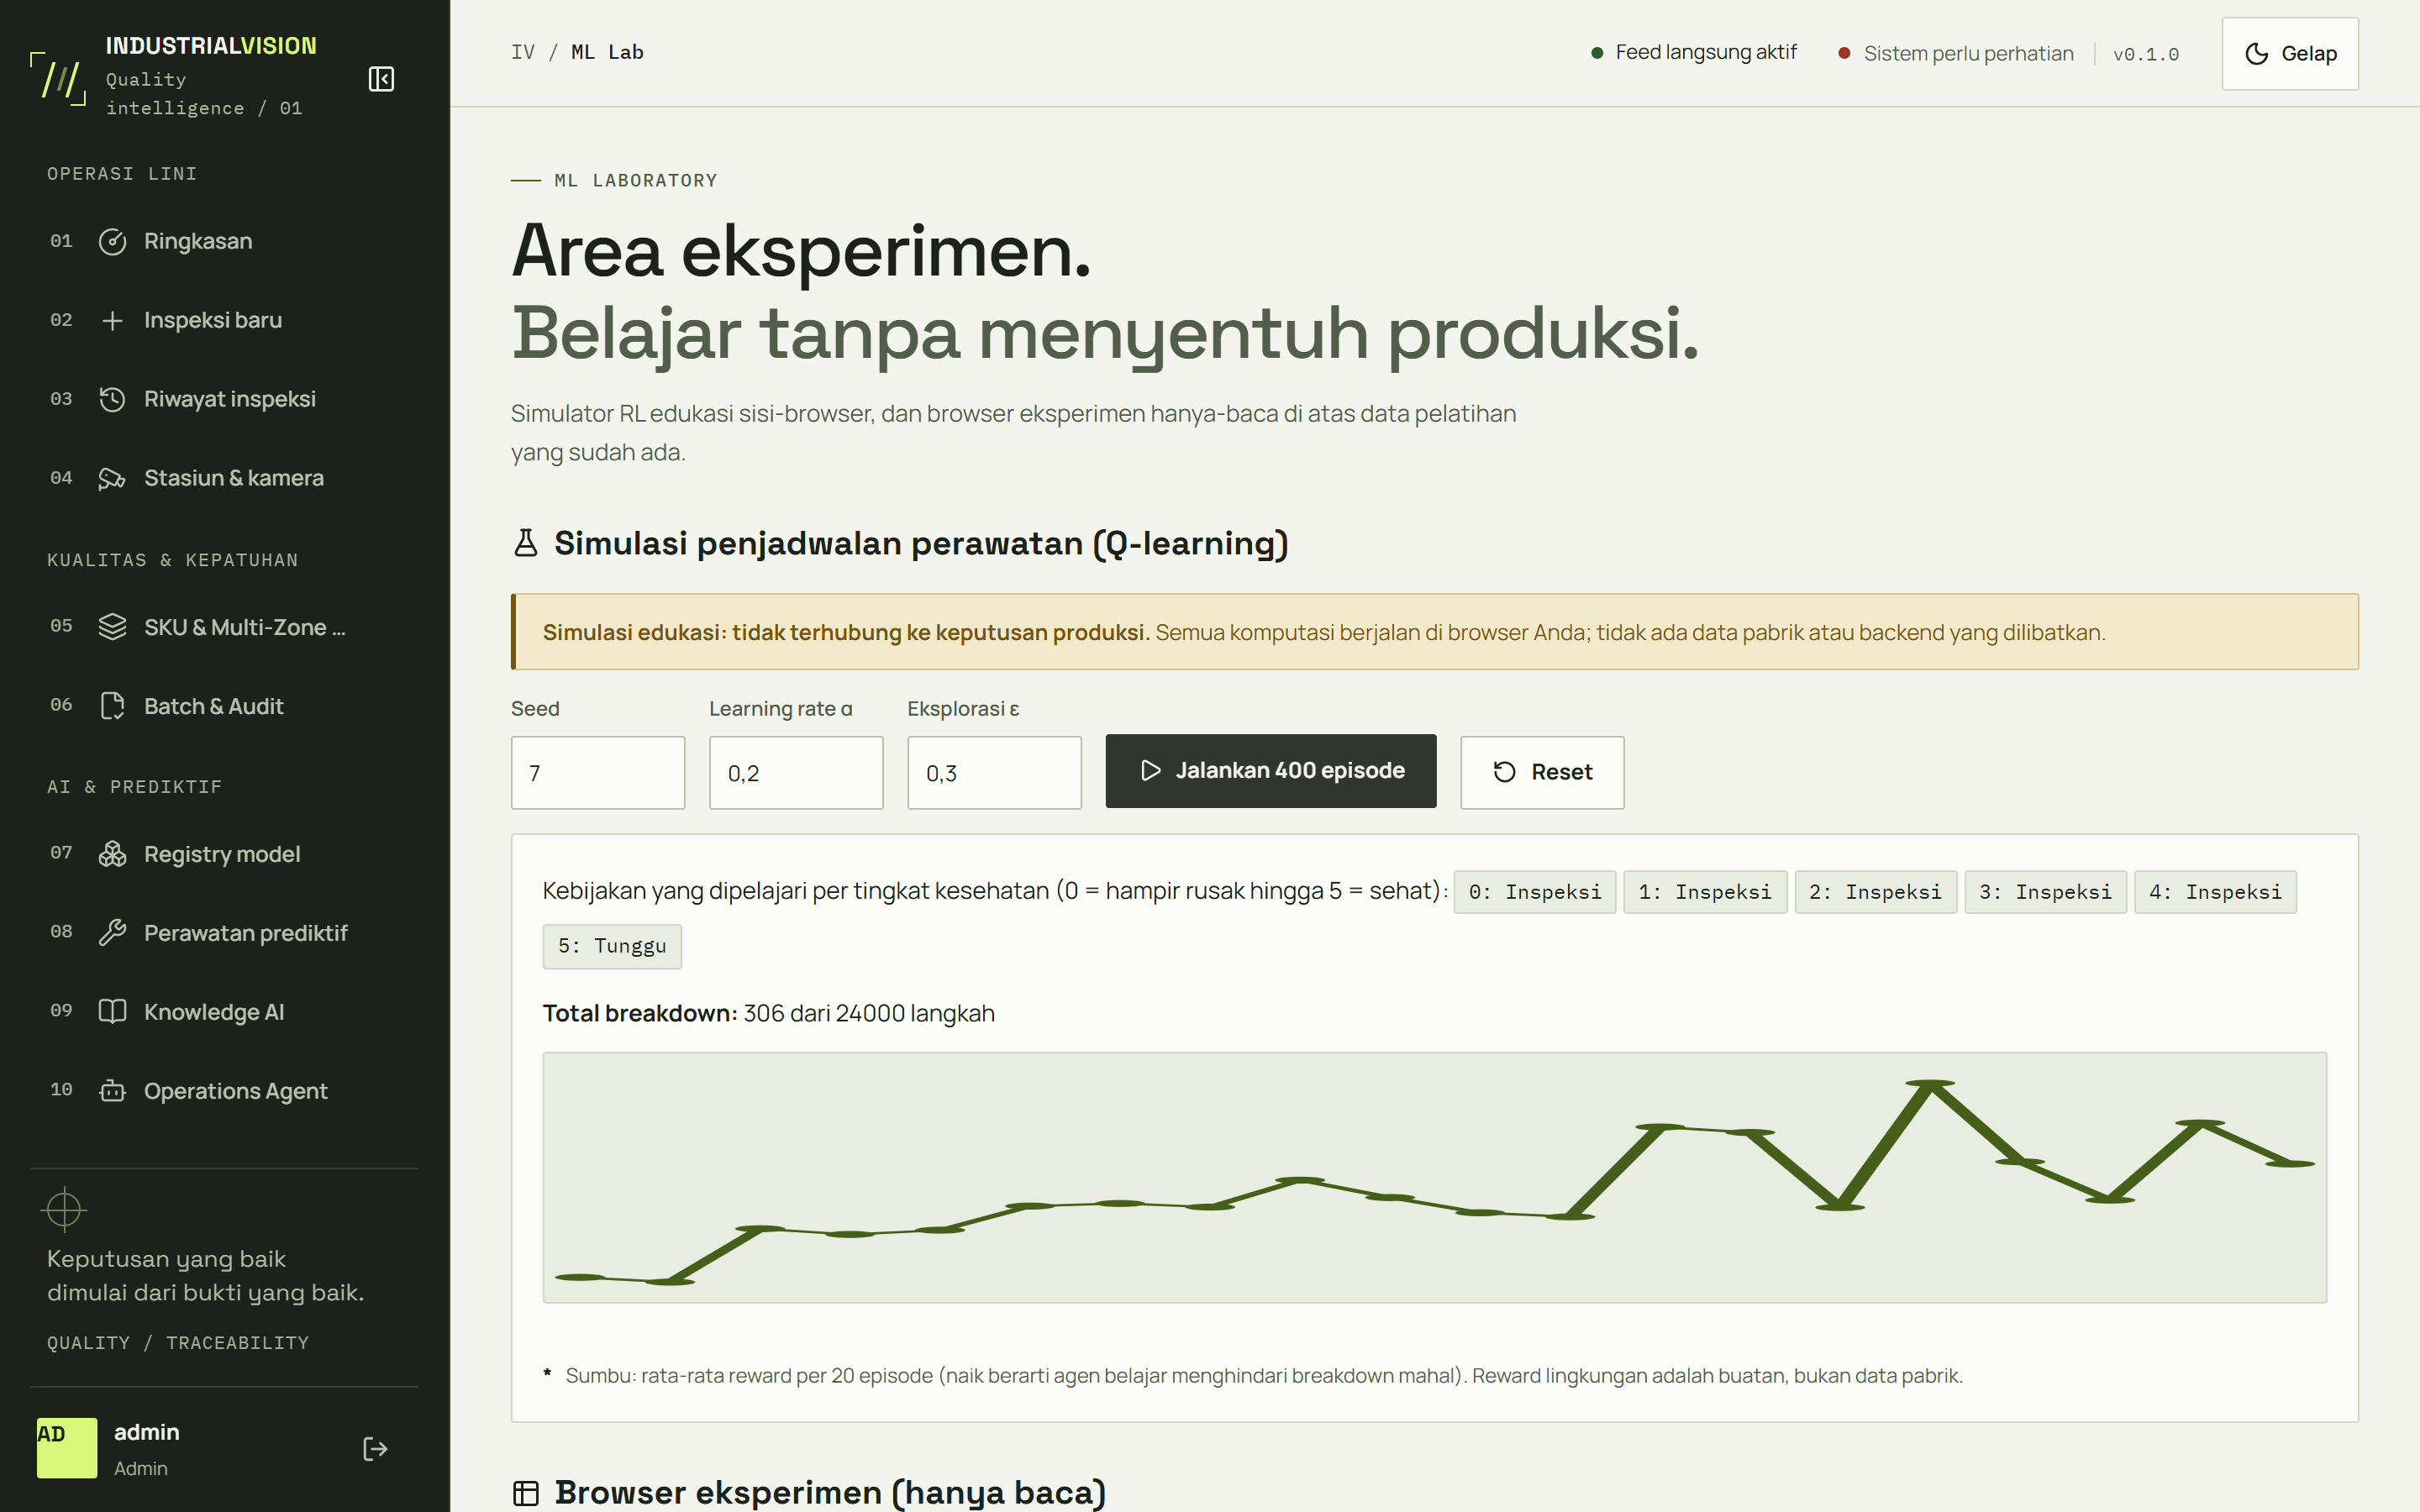 INDUSTRIALVISION
Quality
intelligence / 01
OPERASI LINI
01 Ringkasan
02 Inspeksi baru
03 Riwayat inspeksi
04 Stasiun & kamera
KUALITAS & KEPATUHAN
05 SKU & Multi-Zone ...
06 Batch & Audit
AI & PREDIKTIF
07 Registry model
08 Perawatan prediktif
09 Knowledge AI
10 Operations Agent
Keputusan yang baik
dimulai dari bukti yang baik.
QUALITY / TRACEABILITY
AD
admin
Admin
IV / ML Lab
Feed langsung aktif
Sistem perlu perhatian
v0.1.0
Gelap
ML LABORATORY
Area eksperimen.
Belajar tanpa menyentuh produksi.
Simulator RL edukasi sisi-browser, dan browser eksperimen hanya-baca di atas data pelatihan
yang sudah ada.
Simulasi penjadwalan perawatan (Q-learning)
Simulasi edukasi: tidak terhubung ke keputusan produksi. Semua komputasi berjalan di browser Anda; tidak ada data pabrik atau backend yang dilibatkan.
Seed Learning rate α Eksplorasi ε
7 0,2 0,3 Jalankan 400 episode Reset
Kebijakan yang dipelajari per tingkat kesehatan (0 = hampir rusak hingga 5 = sehat): 0: Inspeksi 1: Inspeksi 2: Inspeksi 3: Inspeksi 4: Inspeksi
5: Tunggu
Total breakdown: 306 dari 24000 langkah
* Sumbu: rata-rata reward per 20 episode (naik berarti agen belajar menghindari breakdown mahal). Reward lingkungan adalah buatan, bukan data pabrik.
Browser eksperimen (hanya baca)